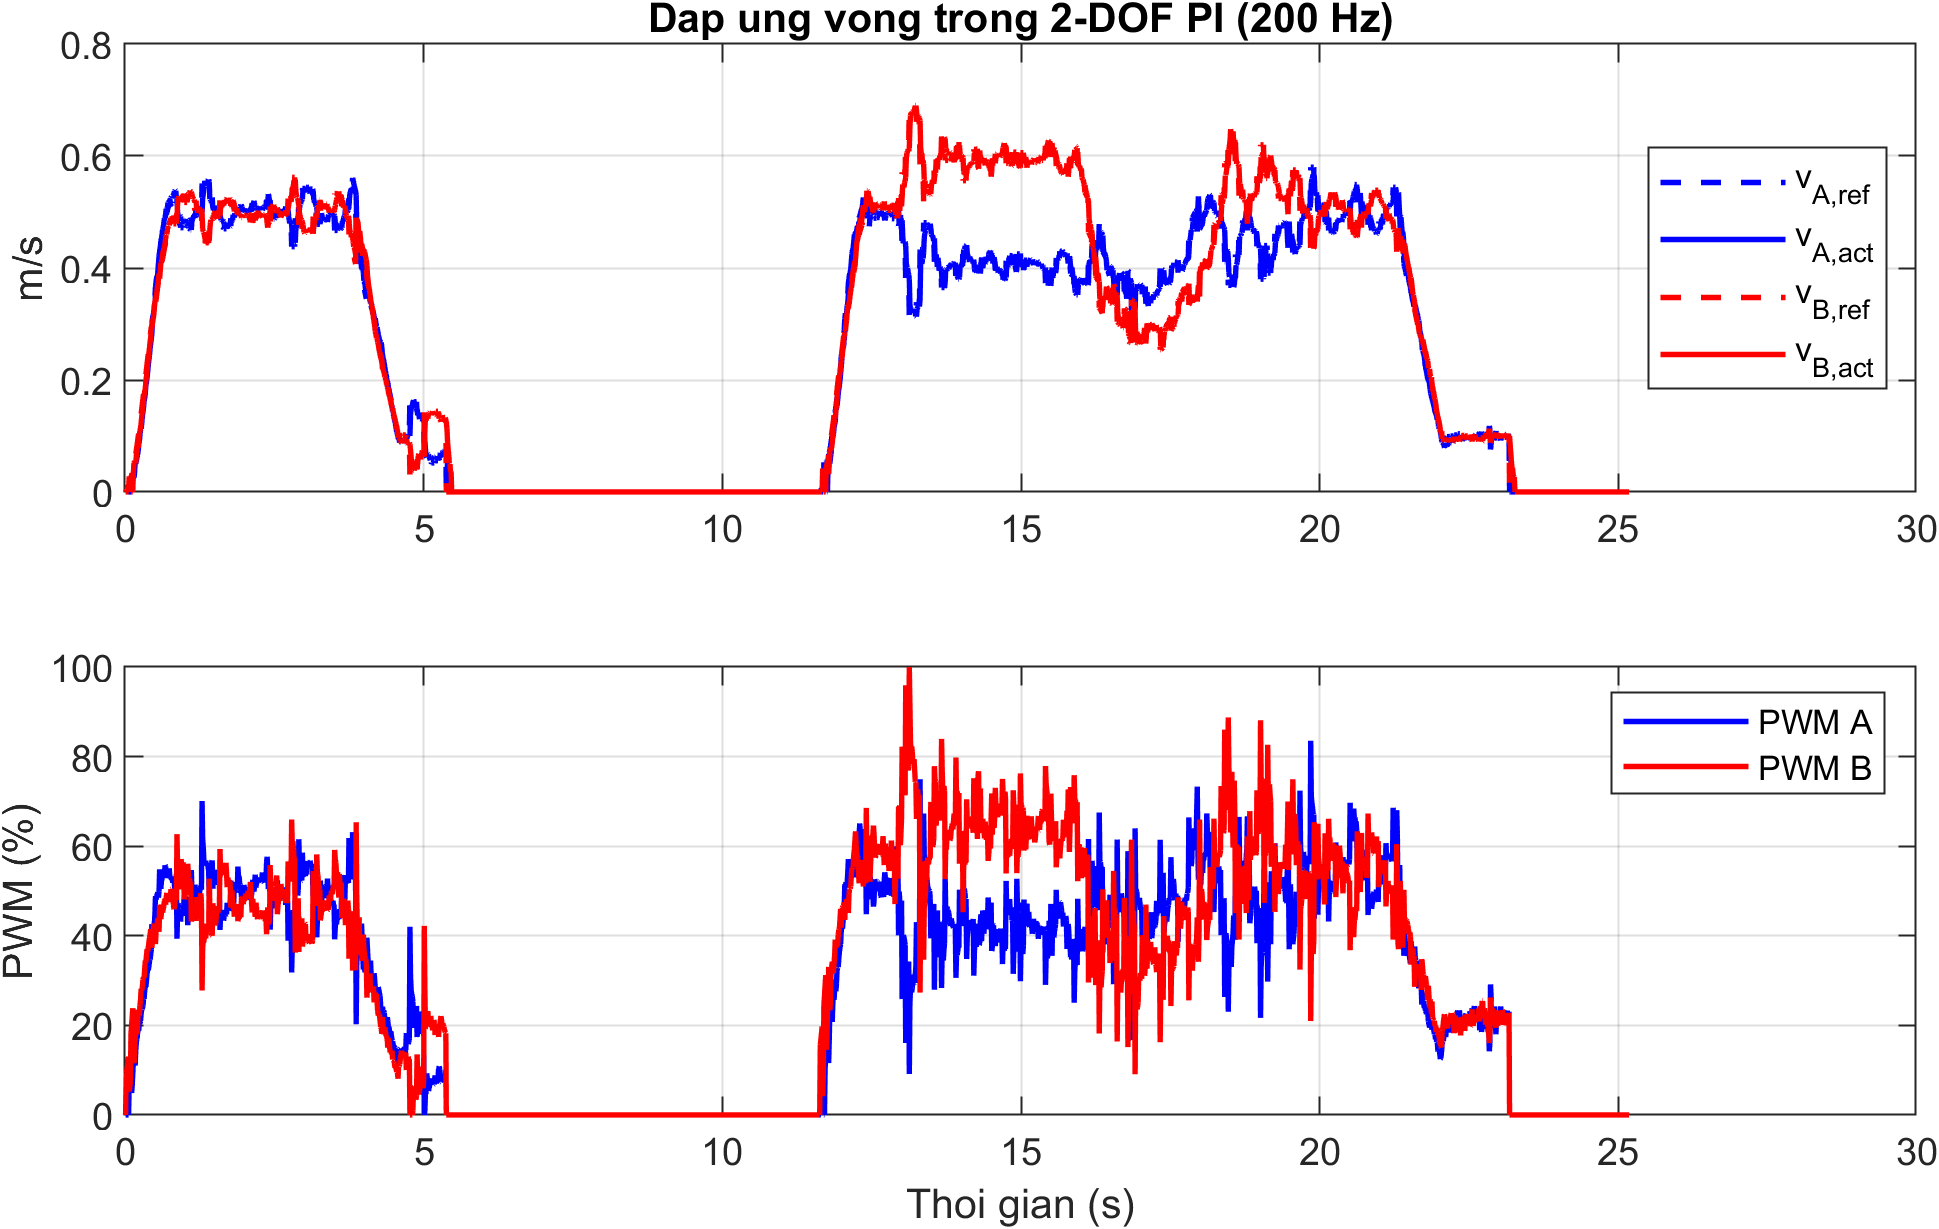 Dap ung vong trong 2-DOF PI (200 Hz)
0.8
0.6
0.4
0.2
0
m/s
0 5 10 15 20 25 30
v_A,ref
v_A,act
v_B,ref
v_B,act
100
80
60
40
20
0
PWM (%)
0 5 10 15 20 25 30
Thoi gian (s)
PWM A
PWM B